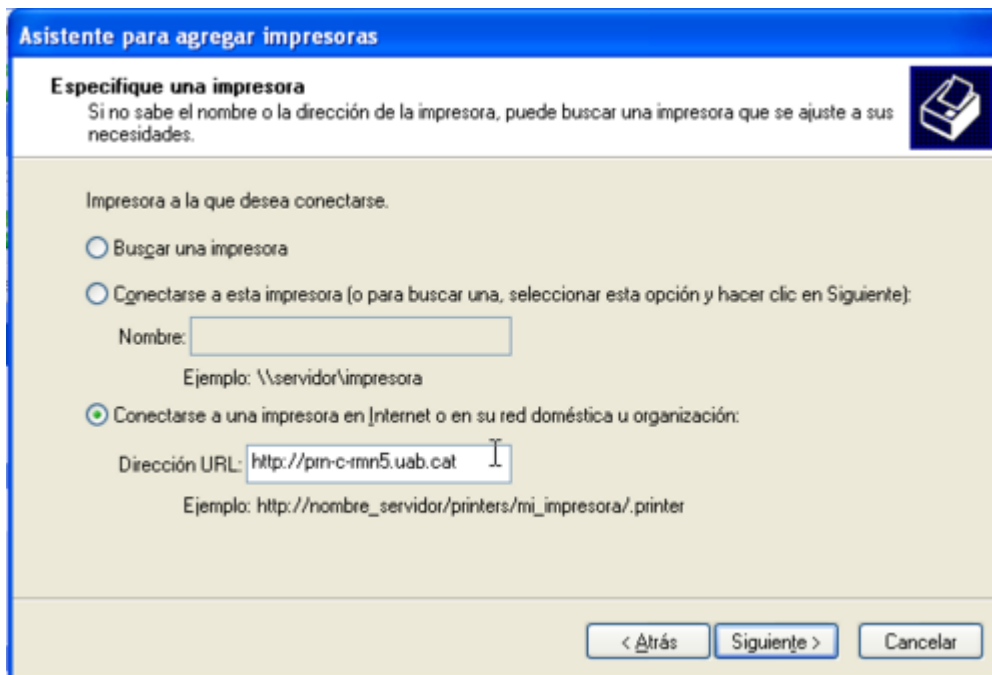 Asistente para agregar impresoras
Especifique una impresora
Si no sabe el nombre o la dirección de la impresora, puede buscar una impresora que se ajuste a sus
necesidades.
Impresora a la que desea conectarse.
Buscar una impresora
Conectarse a esta impresora (o para buscar una, seleccionar esta opción y hacer clic en Siguiente):
Nombre:
Ejemplo: \\servidor\impresora
Conectarse a una impresora en Internet o en su red doméstica u organización:
Dirección URL: http://prn-c-rmn5.uab.cat
Ejemplo: http://nombre_servidor/printers/mi_impresora/.printer
< Atrás Siguiente > Cancelar